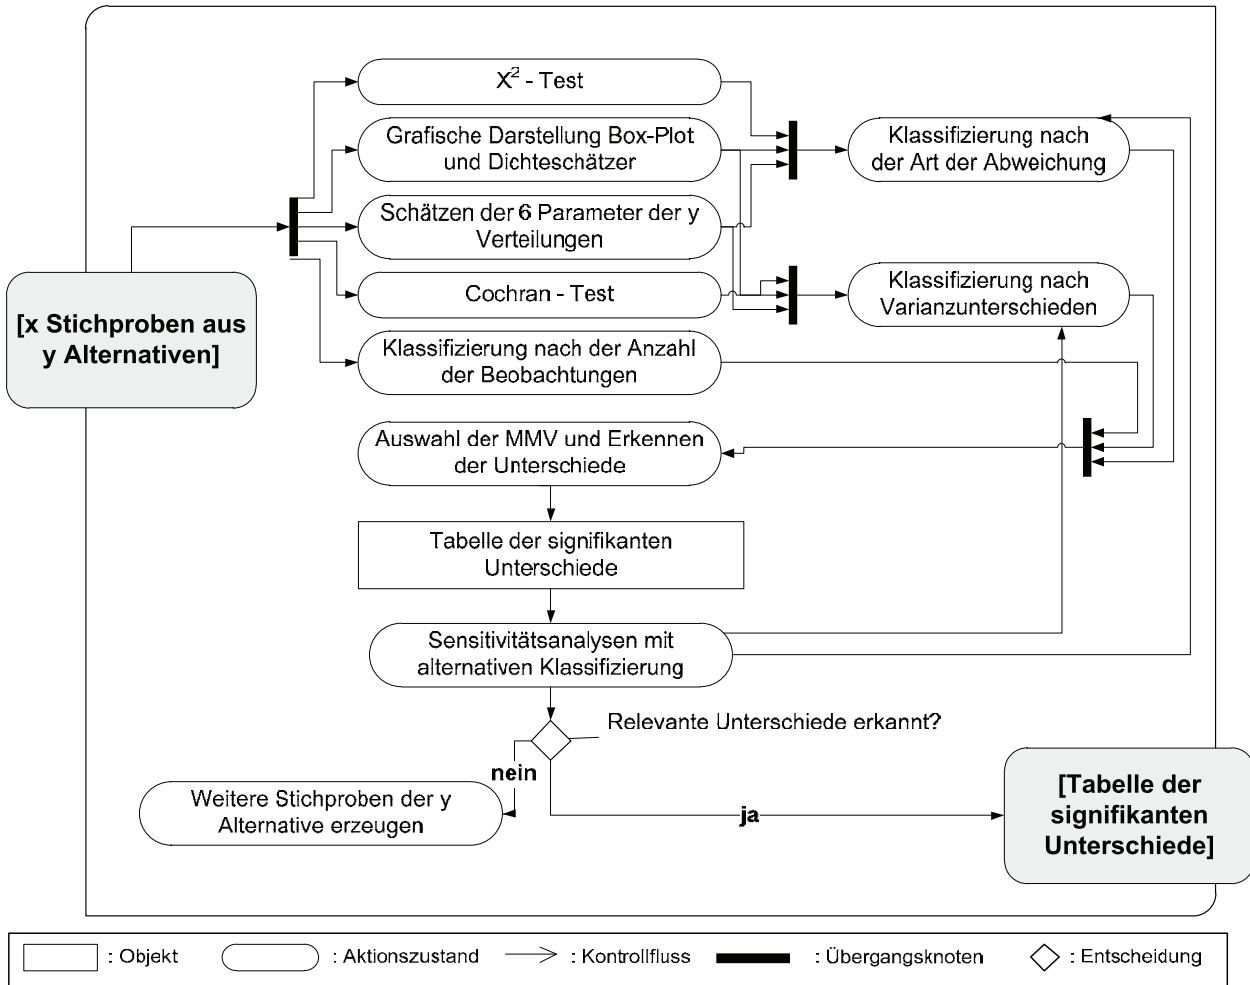 X² - Test
Grafische Darstellung Box-Plot
und Dichteschätzer
Schätzen der 6 Parameter der y
Verteilungen
Cochran - Test
Klassifizierung nach der Anzahl
der Beobachtungen
Klassifizierung nach
der Art der Abweichung
Klassifizierung nach
Varianzunterschieden
[x Stichproben aus
y Alternativen]
Auswahl der MMV und Erkennen
der Unterschiede
Tabelle der signifikanten
Unterschiede
Sensitivitätsanalysen mit
alternativen Klassifizierung
Relevante Unterschiede erkannt?
nein
Weitere Stichproben der y
Alternative erzeugen
ja
[Tabelle der
signifikanten
Unterschiede]
: Objekt
: Aktionszustand
: Kontrollfluss
: Übergangsknoten
: Entscheidung